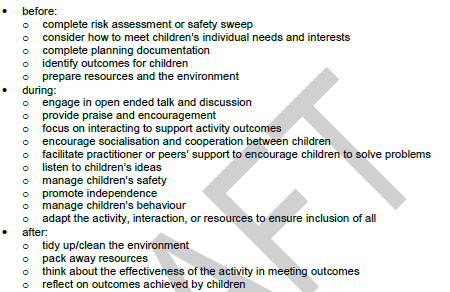 • before:
o complete risk assessment or safety sweep
o consider how to meet children's individual needs and interests
o complete planning documentation
o identify outcomes for children
o prepare resources and the environment
• during:
o engage in open ended talk and discussion
o provide praise and encouragement
o focus on interacting to support activity outcomes
o encourage socialisation and cooperation between children
o facilitate practitioner or peers' support to encourage children to solve problems
o listen to children's ideas
o manage children's safety
o promote independence
o manage children's behaviour
o adapt the activity, interaction, or resources to ensure inclusion of all
• after:
o tidy up/clean the environment
o pack away resources
o think about the effectiveness of the activity in meeting outcomes
o reflect on outcomes achieved by children
AFT